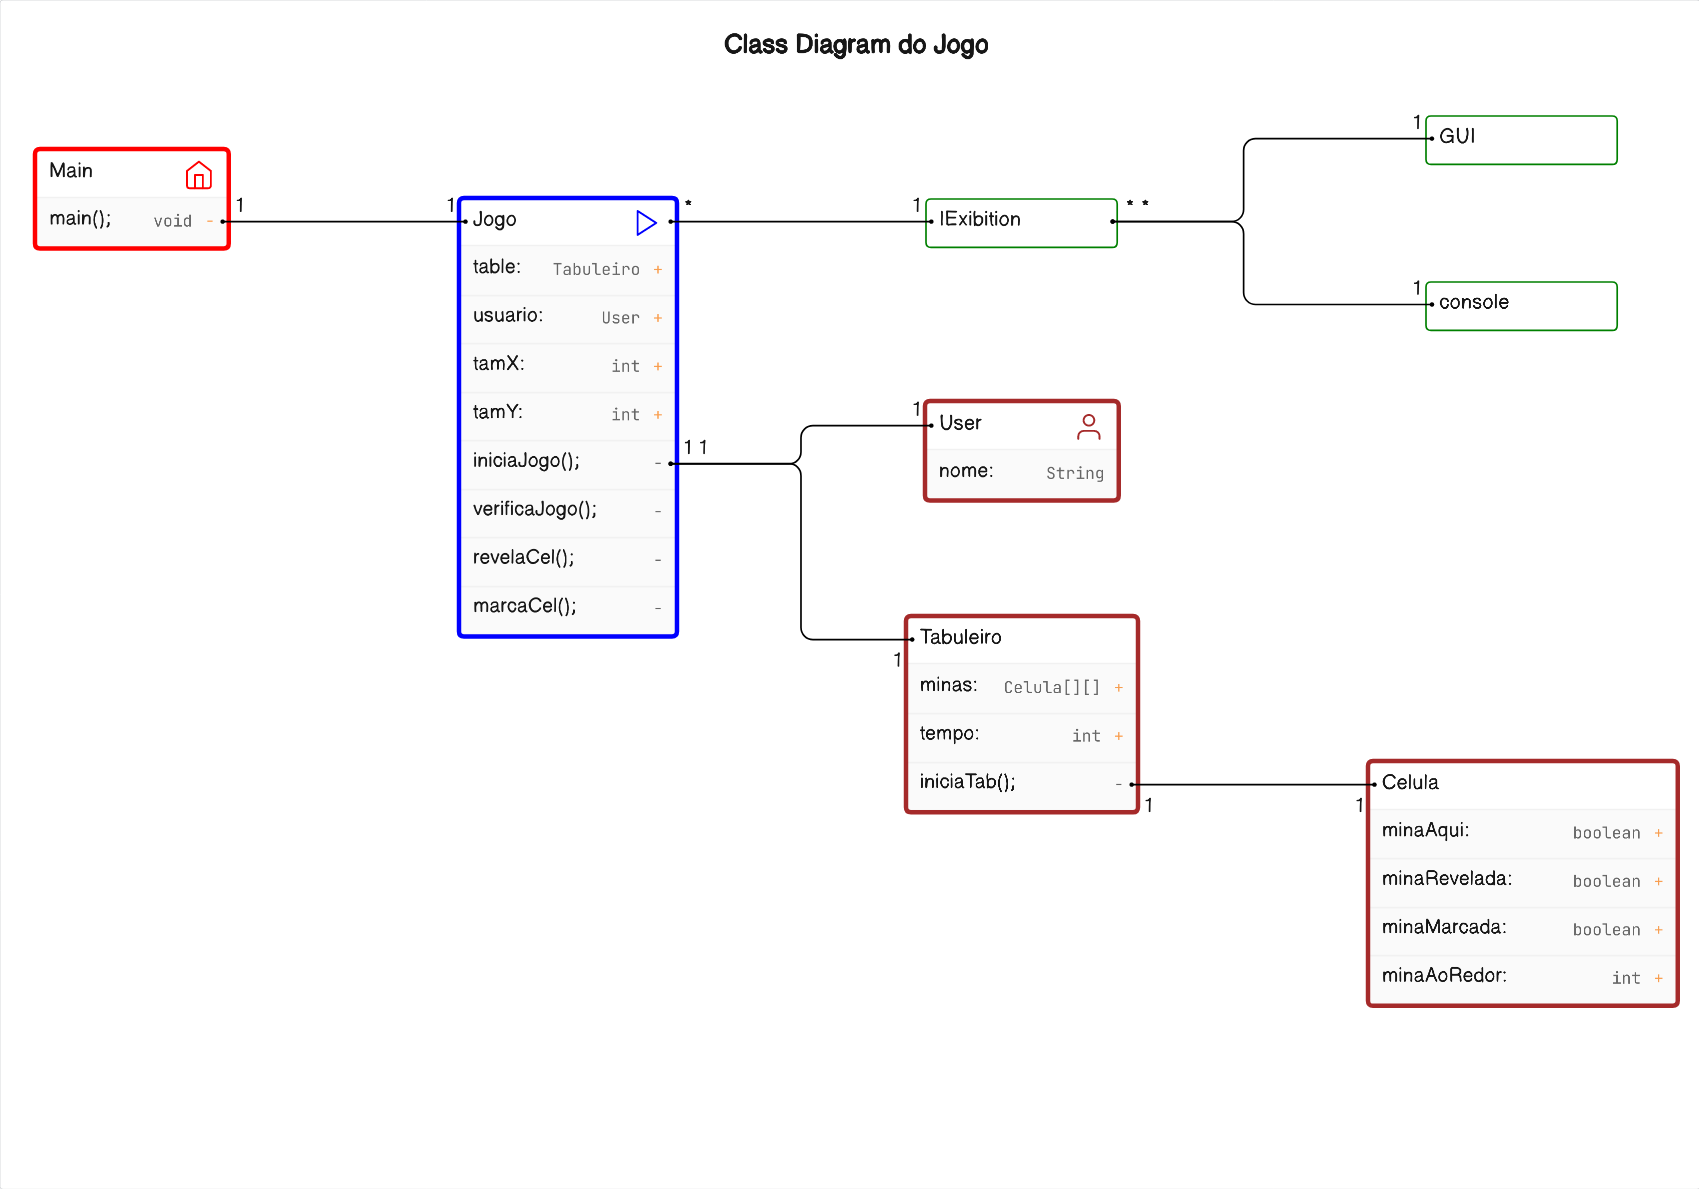 Class Diagram do Jogo
Main
main(); void -
1
1
Jogo
*
table: Tabuleiro +
usuario: User +
tamX: int +
tamY: int +
iniciaJogo(); -
1 1
verificaJogo(); -
revelaCel(); -
marcaCel(); -
1
IExibition
* *
1
GUI
1
console
1
User
nome: String
1
Tabuleiro
minas: Celula[][] +
tempo: int +
iniciaTab(); -
1
1
Celula
minaAqui: boolean +
minaRevelada: boolean +
minaMarcada: boolean +
minaAoRedor: int +